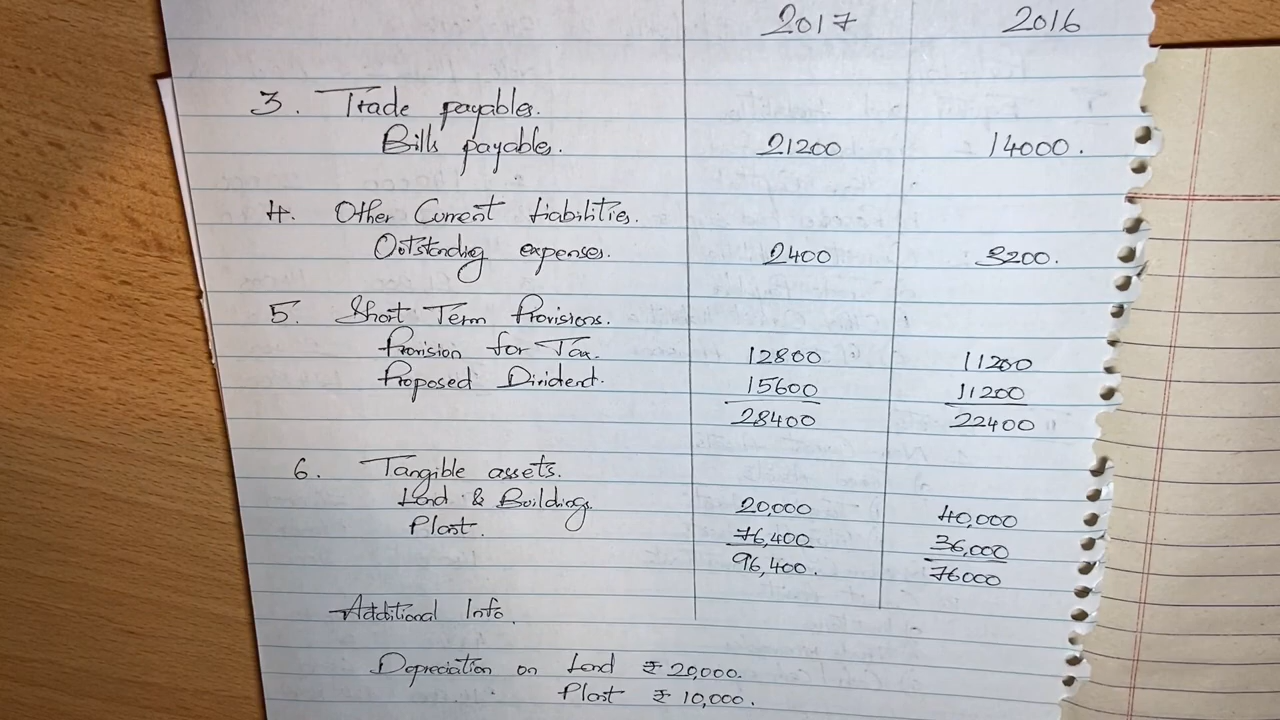 2017 2016
3. Trade payables.
Bills payables. 21200 14000.
4. Other Current Liabilities.
Outstanding expenses. 2400 3200.
5. Short Term Provisions.
Provision for Tax. 12800 11200
Proposed Dividend. 15600 11200
28400 22400
6. Tangible assets.
Land & Buildings 20,000 40,000
Plant. 76,400 36,000
96,400. 76000
Additional Info.
Depreciation on Land ₹ 20,000.
Plant ₹ 10,000.